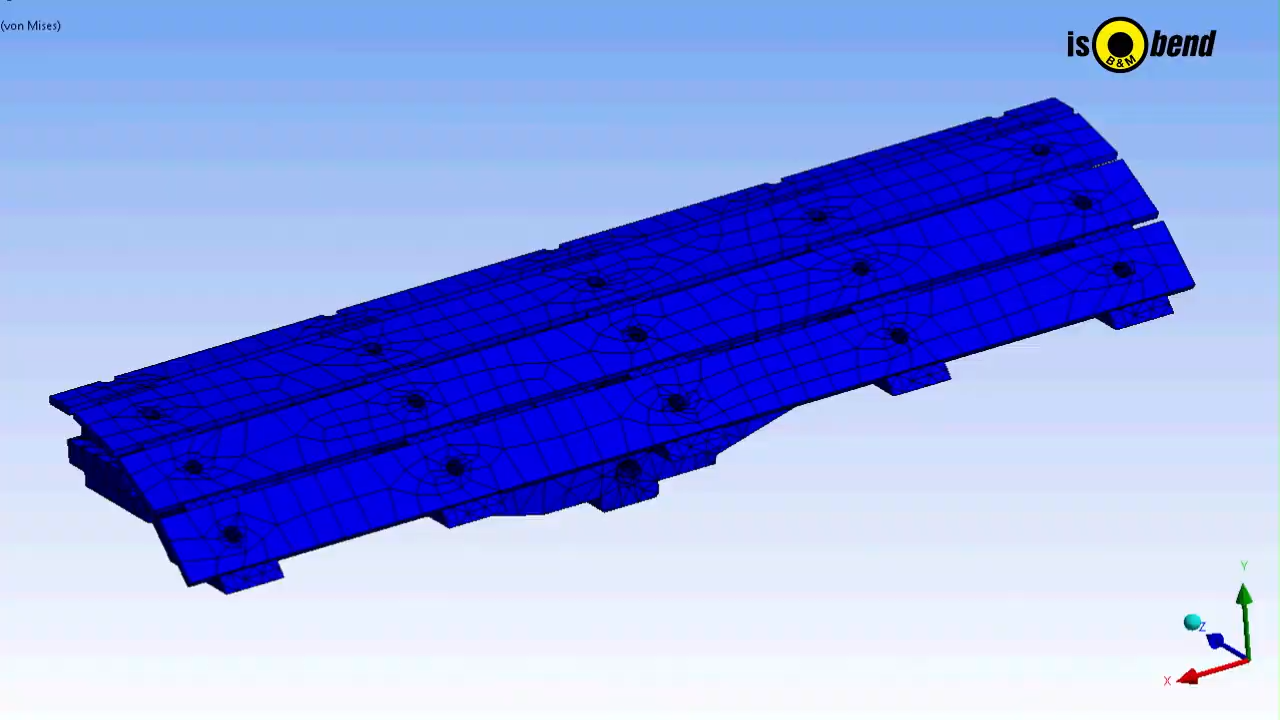 (von Mises)
is bend
B&M
Y
Z
X